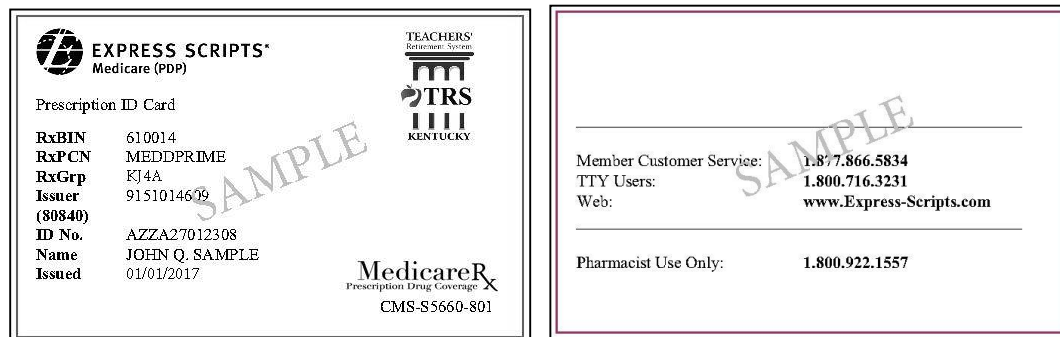 EXPRESS SCRIPTS®
Medicare (PDP)
TEACHERS'
Retirement System
TRS
KENTUCKY
Prescription ID Card
RxBIN 610014
RxPCN MEDDPRIME
RxGrp KJ4A
Issuer 9151014609
(80840)
ID No. AZZA27012308
Name JOHN Q. SAMPLE
Issued 01/01/2017
SAMPLE
MedicareRx
Prescription Drug Coverage
CMS-S5660-801
Member Customer Service: 1.877.866.5834
TTY Users: 1.800.716.3231
Web: www.Express-Scripts.com
SAMPLE
Pharmacist Use Only: 1.800.922.1557